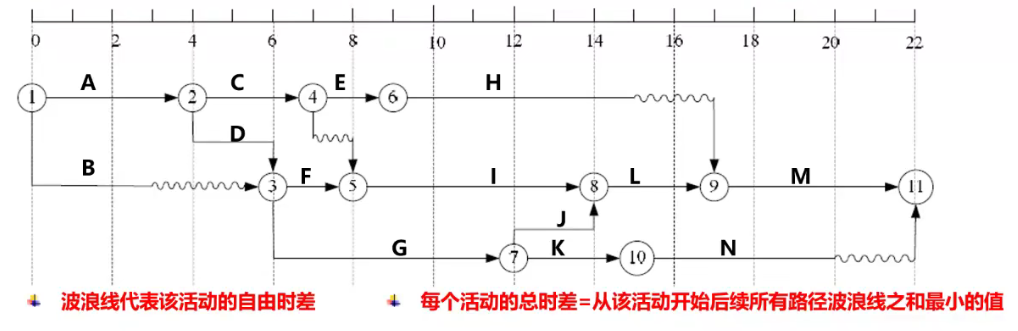 0 2 4 6 8 10 12 14 16 18 20 22
A C E H
1 2 4 6
D
B F I L M
3 5 8 9 11
J
G K N
7 10
波浪线代表该活动的自由时差 每个活动的总时差=从该活动开始后续所有路径波浪线之和最小的值